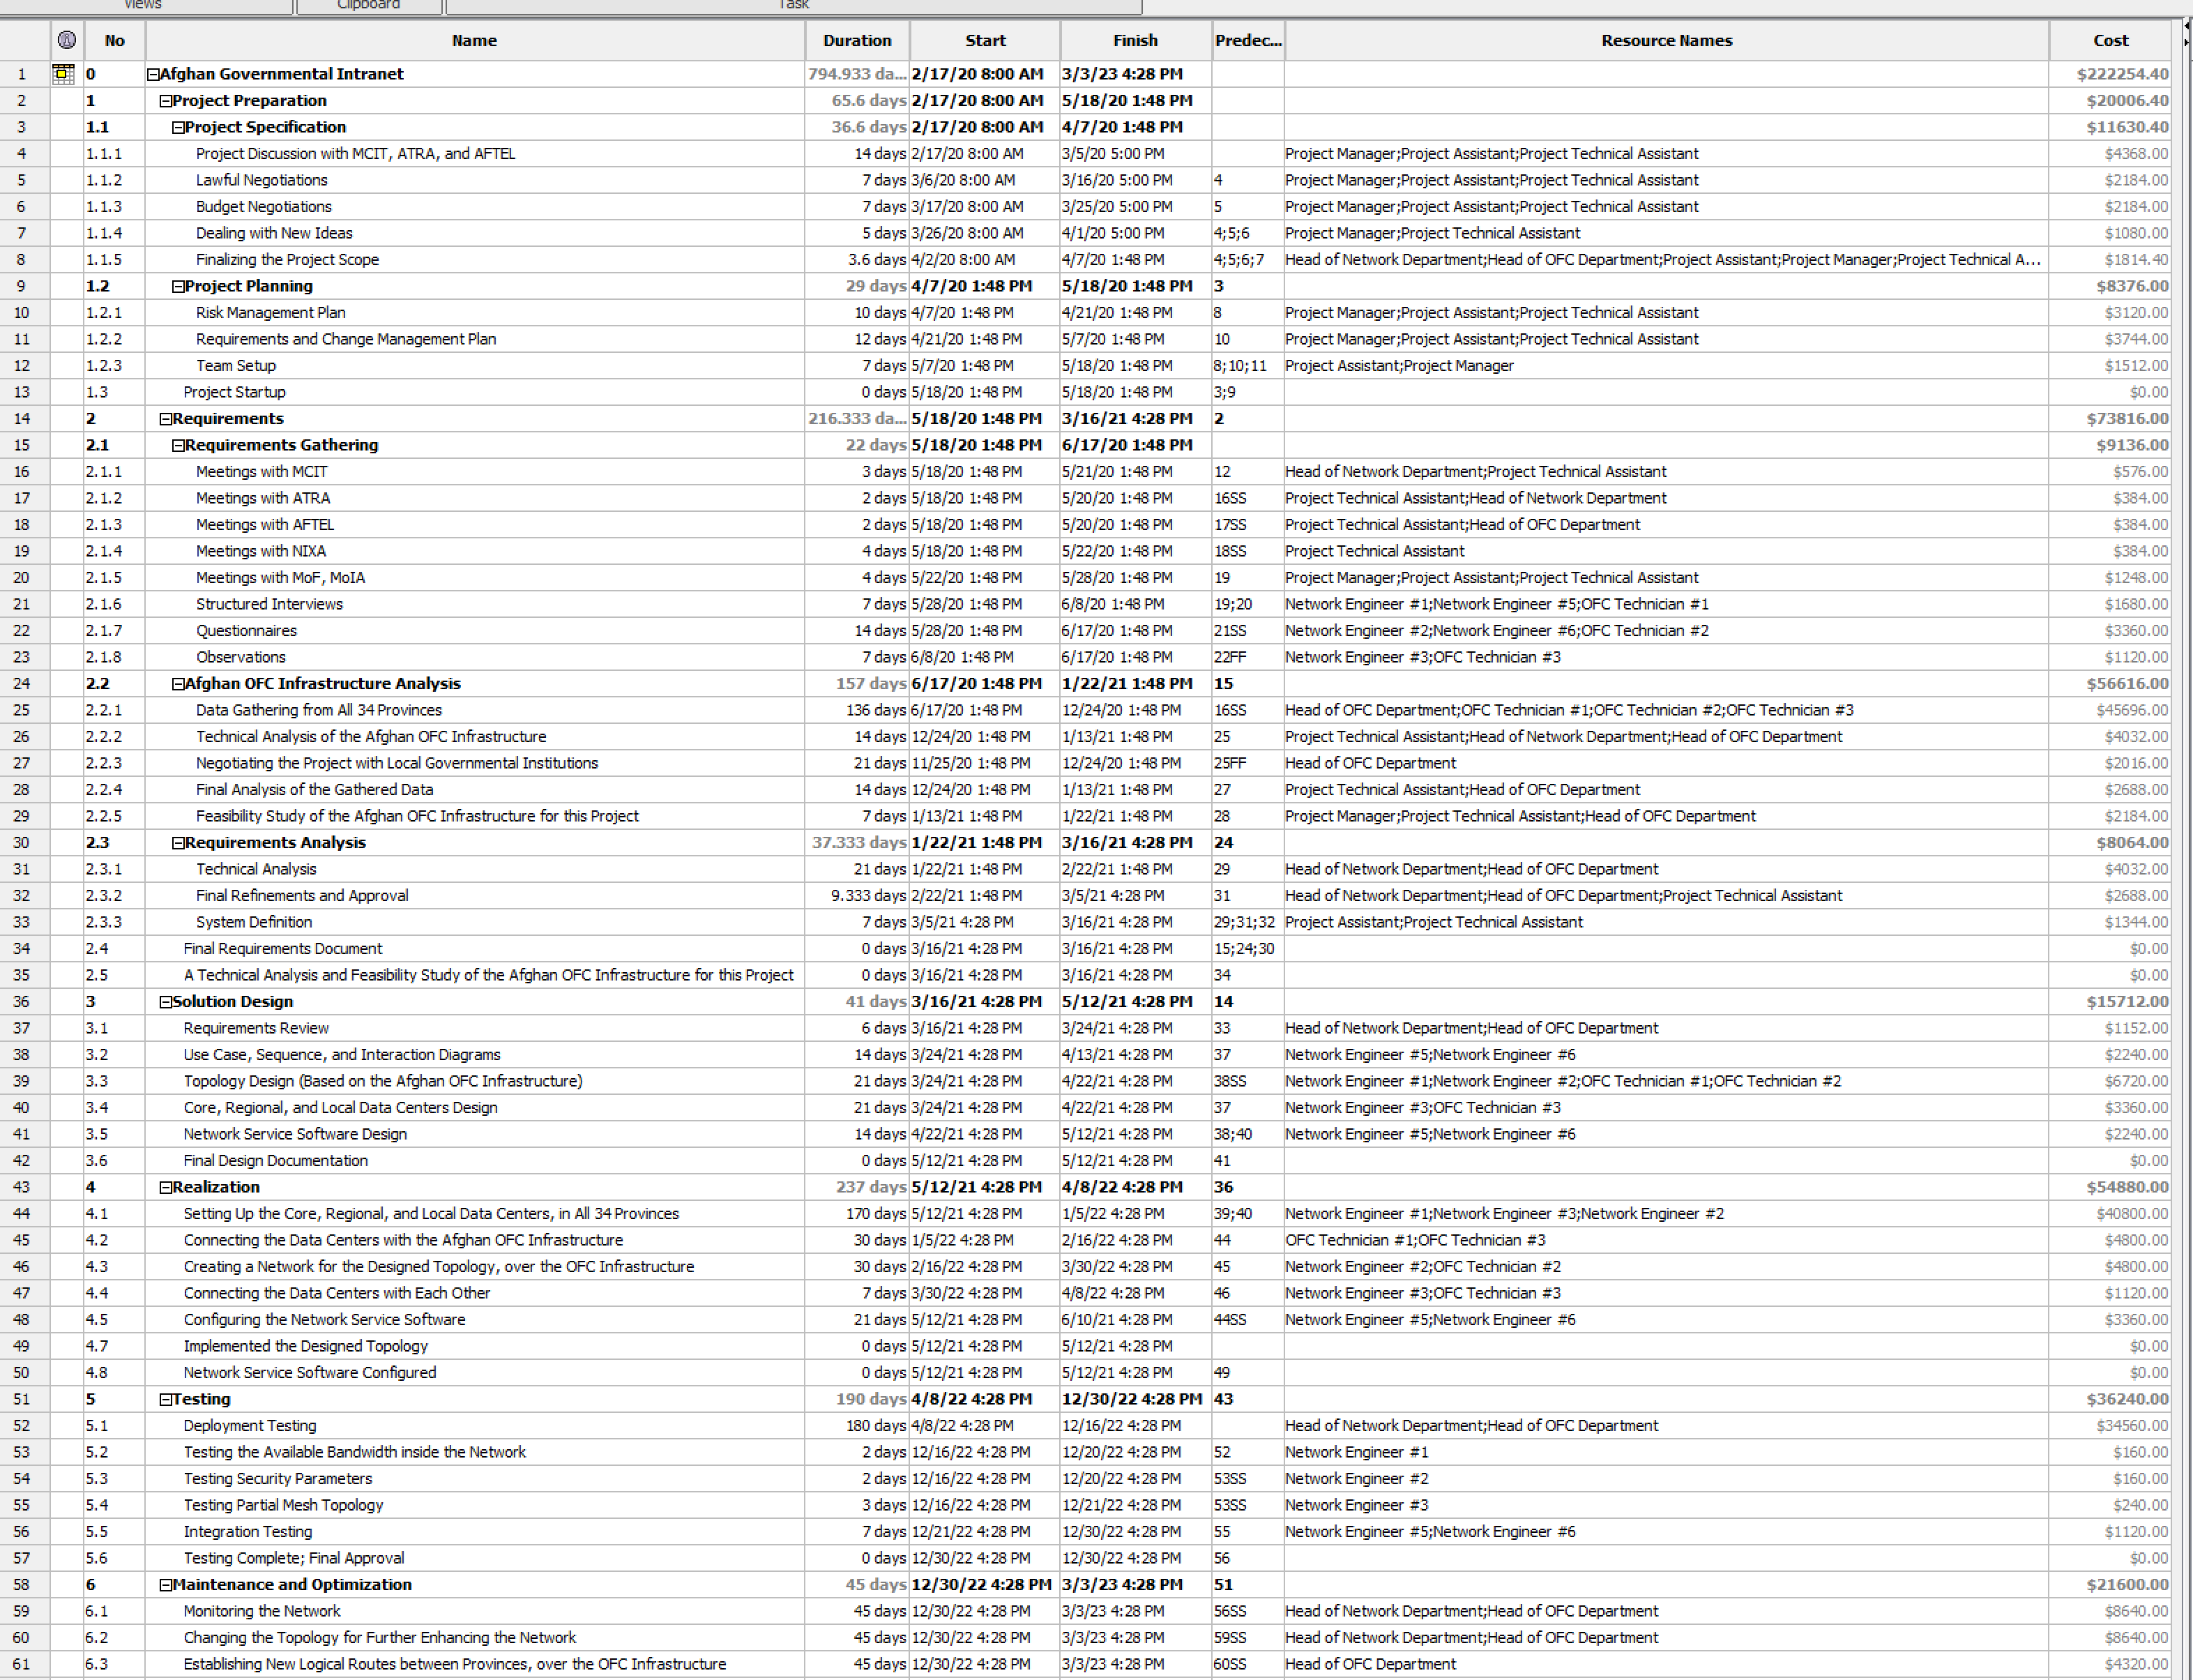 Views Clipboard Task
No Name Duration Start Finish Predec... Resource Names Cost
1 0 Afghan Governmental Intranet 794.933 da... 2/17/20 8:00 AM 3/3/23 4:28 PM $222254.40
2 1 Project Preparation 65.6 days 2/17/20 8:00 AM 5/18/20 1:48 PM $20006.40
3 1.1 Project Specification 36.6 days 2/17/20 8:00 AM 4/7/20 1:48 PM $11630.40
4 1.1.1 Project Discussion with MCIT, ATRA, and AFTEL 14 days 2/17/20 8:00 AM 3/5/20 5:00 PM Project Manager;Project Assistant;Project Technical Assistant $4368.00
5 1.1.2 Lawful Negotiations 7 days 3/6/20 8:00 AM 3/16/20 5:00 PM 4 Project Manager;Project Assistant;Project Technical Assistant $2184.00
6 1.1.3 Budget Negotiations 7 days 3/17/20 8:00 AM 3/25/20 5:00 PM 5 Project Manager;Project Assistant;Project Technical Assistant $2184.00
7 1.1.4 Dealing with New Ideas 5 days 3/26/20 8:00 AM 4/1/20 5:00 PM 4;5;6 Project Manager;Project Technical Assistant $1080.00
8 1.1.5 Finalizing the Project Scope 3.6 days 4/2/20 8:00 AM 4/7/20 1:48 PM 4;5;6;7 Head of Network Department;Head of OFC Department;Project Assistant;Project Manager;Project Technical A... $1814.40
9 1.2 Project Planning 29 days 4/7/20 1:48 PM 5/18/20 1:48 PM 3 $8376.00
10 1.2.1 Risk Management Plan 10 days 4/7/20 1:48 PM 4/21/20 1:48 PM 8 Project Manager;Project Assistant;Project Technical Assistant $3120.00
11 1.2.2 Requirements and Change Management Plan 12 days 4/21/20 1:48 PM 5/7/20 1:48 PM 10 Project Manager;Project Assistant;Project Technical Assistant $3744.00
12 1.2.3 Team Setup 7 days 5/7/20 1:48 PM 5/18/20 1:48 PM 8;10;11 Project Assistant;Project Manager $1512.00
13 1.3 Project Startup 0 days 5/18/20 1:48 PM 5/18/20 1:48 PM 3;9 $0.00
14 2 Requirements 216.333 da... 5/18/20 1:48 PM 3/16/21 4:28 PM 2 $73816.00
15 2.1 Requirements Gathering 22 days 5/18/20 1:48 PM 6/17/20 1:48 PM $9136.00
16 2.1.1 Meetings with MCIT 3 days 5/18/20 1:48 PM 5/21/20 1:48 PM 12 Head of Network Department;Project Technical Assistant $576.00
17 2.1.2 Meetings with ATRA 2 days 5/18/20 1:48 PM 5/20/20 1:48 PM 16SS Project Technical Assistant;Head of Network Department $384.00
18 2.1.3 Meetings with AFTEL 2 days 5/18/20 1:48 PM 5/20/20 1:48 PM 17SS Project Technical Assistant;Head of OFC Department $384.00
19 2.1.4 Meetings with NIXA 4 days 5/18/20 1:48 PM 5/22/20 1:48 PM 18SS Project Technical Assistant $384.00
20 2.1.5 Meetings with MoF, MoIA 4 days 5/22/20 1:48 PM 5/28/20 1:48 PM 19 Project Manager;Project Assistant;Project Technical Assistant $1248.00
21 2.1.6 Structured Interviews 7 days 5/28/20 1:48 PM 6/8/20 1:48 PM 19;20 Network Engineer #1;Network Engineer #5;OFC Technician #1 $1680.00
22 2.1.7 Questionnaires 14 days 5/28/20 1:48 PM 6/17/20 1:48 PM 21SS Network Engineer #2;Network Engineer #6;OFC Technician #2 $3360.00
23 2.1.8 Observations 7 days 6/8/20 1:48 PM 6/17/20 1:48 PM 22FF Network Engineer #3;OFC Technician #3 $1120.00
24 2.2 Afghan OFC Infrastructure Analysis 157 days 6/17/20 1:48 PM 1/22/21 1:48 PM 15 $56616.00
25 2.2.1 Data Gathering from All 34 Provinces 136 days 6/17/20 1:48 PM 12/24/20 1:48 PM 16SS Head of OFC Department;OFC Technician #1;OFC Technician #2;OFC Technician #3 $45696.00
26 2.2.2 Technical Analysis of the Afghan OFC Infrastructure 14 days 12/24/20 1:48 PM 1/13/21 1:48 PM 25 Project Technical Assistant;Head of Network Department;Head of OFC Department $4032.00
27 2.2.3 Negotiating the Project with Local Governmental Institutions 21 days 11/25/20 1:48 PM 12/24/20 1:48 PM 25FF Head of OFC Department $2016.00
28 2.2.4 Final Analysis of the Gathered Data 14 days 12/24/20 1:48 PM 1/13/21 1:48 PM 27 Project Technical Assistant;Head of OFC Department $2688.00
29 2.2.5 Feasibility Study of the Afghan OFC Infrastructure for this Project 7 days 1/13/21 1:48 PM 1/22/21 1:48 PM 28 Project Manager;Project Technical Assistant;Head of OFC Department $2184.00
30 2.3 Requirements Analysis 37.333 days 1/22/21 1:48 PM 3/16/21 4:28 PM 24 $8064.00
31 2.3.1 Technical Analysis 21 days 1/22/21 1:48 PM 2/22/21 1:48 PM 29 Head of Network Department;Head of OFC Department $4032.00
32 2.3.2 Final Refinements and Approval 9.333 days 2/22/21 1:48 PM 3/5/21 4:28 PM 31 Head of Network Department;Head of OFC Department;Project Technical Assistant $2688.00
33 2.3.3 System Definition 7 days 3/5/21 4:28 PM 3/16/21 4:28 PM 29;31;32 Project Assistant;Project Technical Assistant $1344.00
34 2.4 Final Requirements Document 0 days 3/16/21 4:28 PM 3/16/21 4:28 PM 15;24;30 $0.00
35 2.5 A Technical Analysis and Feasibility Study of the Afghan OFC Infrastructure for this Project 0 days 3/16/21 4:28 PM 3/16/21 4:28 PM 34 $0.00
36 3 Solution Design 41 days 3/16/21 4:28 PM 5/12/21 4:28 PM 14 $15712.00
37 3.1 Requirements Review 6 days 3/16/21 4:28 PM 3/24/21 4:28 PM 33 Head of Network Department;Head of OFC Department $1152.00
38 3.2 Use Case, Sequence, and Interaction Diagrams 14 days 3/24/21 4:28 PM 4/13/21 4:28 PM 37 Network Engineer #5;Network Engineer #6 $2240.00
39 3.3 Topology Design (Based on the Afghan OFC Infrastructure) 21 days 3/24/21 4:28 PM 4/22/21 4:28 PM 38SS Network Engineer #1;Network Engineer #2;OFC Technician #1;OFC Technician #2 $6720.00
40 3.4 Core, Regional, and Local Data Centers Design 21 days 3/24/21 4:28 PM 4/22/21 4:28 PM 37 Network Engineer #3;OFC Technician #3 $3360.00
41 3.5 Network Service Software Design 14 days 4/22/21 4:28 PM 5/12/21 4:28 PM 38;40 Network Engineer #5;Network Engineer #6 $2240.00
42 3.6 Final Design Documentation 0 days 5/12/21 4:28 PM 5/12/21 4:28 PM 41 $0.00
43 4 Realization 237 days 5/12/21 4:28 PM 4/8/22 4:28 PM 36 $54880.00
44 4.1 Setting Up the Core, Regional, and Local Data Centers, in All 34 Provinces 170 days 5/12/21 4:28 PM 1/5/22 4:28 PM 39;40 Network Engineer #1;Network Engineer #3;Network Engineer #2 $40800.00
45 4.2 Connecting the Data Centers with the Afghan OFC Infrastructure 30 days 1/5/22 4:28 PM 2/16/22 4:28 PM 44 OFC Technician #1;OFC Technician #3 $4800.00
46 4.3 Creating a Network for the Designed Topology, over the OFC Infrastructure 30 days 2/16/22 4:28 PM 3/30/22 4:28 PM 45 Network Engineer #2;OFC Technician #2 $4800.00
47 4.4 Connecting the Data Centers with Each Other 7 days 3/30/22 4:28 PM 4/8/22 4:28 PM 46 Network Engineer #3;OFC Technician #3 $1120.00
48 4.5 Configuring the Network Service Software 21 days 5/12/21 4:28 PM 6/10/21 4:28 PM 44SS Network Engineer #5;Network Engineer #6 $3360.00
49 4.7 Implemented the Designed Topology 0 days 5/12/21 4:28 PM 5/12/21 4:28 PM $0.00
50 4.8 Network Service Software Configured 0 days 5/12/21 4:28 PM 5/12/21 4:28 PM 49 $0.00
51 5 Testing 190 days 4/8/22 4:28 PM 12/30/22 4:28 PM 43 $36240.00
52 5.1 Deployment Testing 180 days 4/8/22 4:28 PM 12/16/22 4:28 PM Head of Network Department;Head of OFC Department $34560.00
53 5.2 Testing the Available Bandwidth inside the Network 2 days 12/16/22 4:28 PM 12/20/22 4:28 PM 52 Network Engineer #1 $160.00
54 5.3 Testing Security Parameters 2 days 12/16/22 4:28 PM 12/20/22 4:28 PM 53SS Network Engineer #2 $160.00
55 5.4 Testing Partial Mesh Topology 3 days 12/16/22 4:28 PM 12/21/22 4:28 PM 53SS Network Engineer #3 $240.00
56 5.5 Integration Testing 7 days 12/21/22 4:28 PM 12/30/22 4:28 PM 55 Network Engineer #5;Network Engineer #6 $1120.00
57 5.6 Testing Complete; Final Approval 0 days 12/30/22 4:28 PM 12/30/22 4:28 PM 56 $0.00
58 6 Maintenance and Optimization 45 days 12/30/22 4:28 PM 3/3/23 4:28 PM 51 $21600.00
59 6.1 Monitoring the Network 45 days 12/30/22 4:28 PM 3/3/23 4:28 PM 56SS Head of Network Department;Head of OFC Department $8640.00
60 6.2 Changing the Topology for Further Enhancing the Network 45 days 12/30/22 4:28 PM 3/3/23 4:28 PM 59SS Head of Network Department;Head of OFC Department $8640.00
61 6.3 Establishing New Logical Routes between Provinces, over the OFC Infrastructure 45 days 12/30/22 4:28 PM 3/3/23 4:28 PM 60SS Head of OFC Department $4320.00